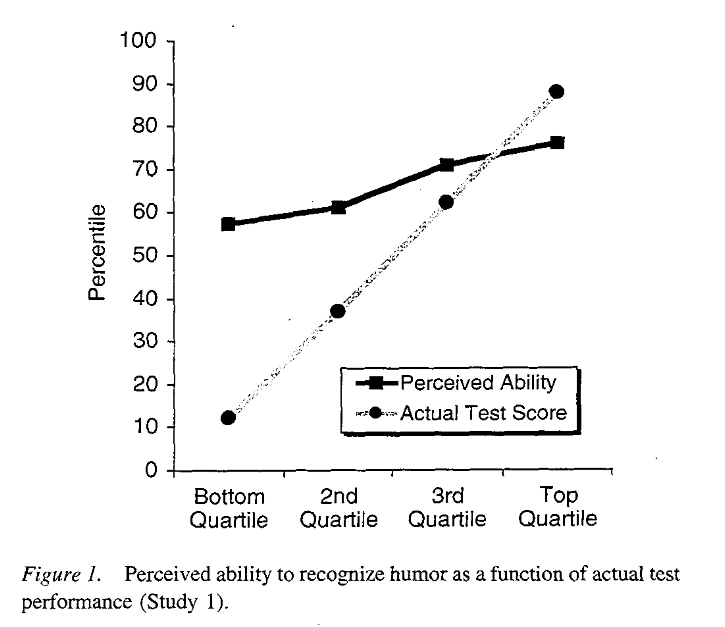 100
90
80
70
60
50
40
30
20
10
0
Percentile
Perceived Ability
Actual Test Score
Bottom Quartile
2nd Quartile
3rd Quartile
Top Quartile
Figure 1. Perceived ability to recognize humor as a function of actual test
performance (Study 1).